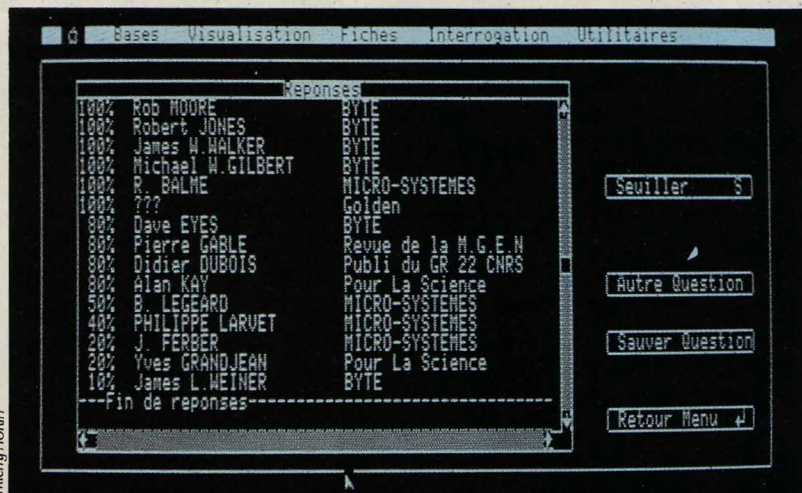 Bases Visualisation Fiches Interrogation Utilitaires
Reponses
100% Rob MOORE BYTE
100% Robert JONES BYTE
100% James W.WALKER BYTE
100% Michael W.GILBERT BYTE
100% R. BALME MICRO-SYSTEMES
100% ??? Golden
80% Dave EYES BYTE
80% Pierre GABLE Revue de la M.G.E.N
80% Didier DUBOIS Publi du GR 22 CNRS
80% Alan KAY Pour La Science
50% B. LEGEARD MICRO-SYSTEMES
40% PHILIPPE LARVET MICRO-SYSTEMES
20% J. FERBER MICRO-SYSTEMES
20% Yves GRANDJEAN Pour La Science
10% James L.WEINER BYTE
---Fin de reponses---------------------------------
Seuiller S
Autre Question
Sauver Question
Retour Menu ↲